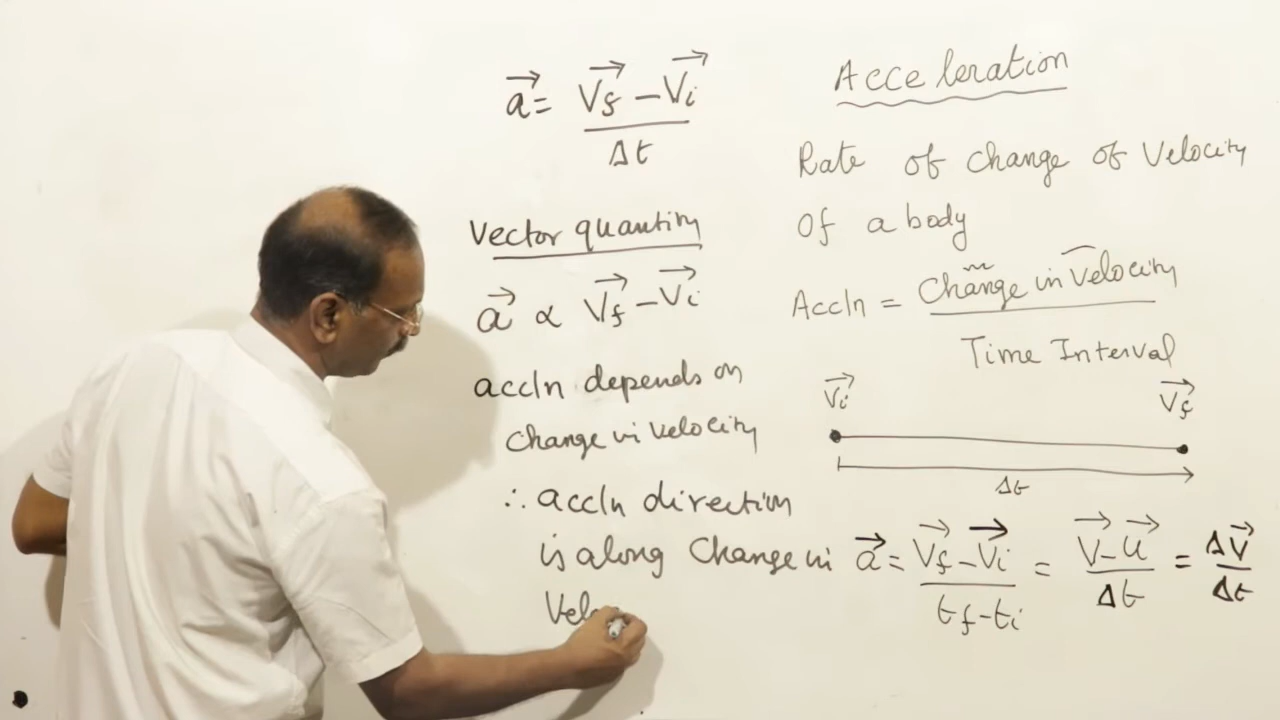 Acceleration
Rate of change of Velocity
Of a body
Accln = Change in Velocity / Time Interval
V⃗i V⃗f
Δt
a⃗ = (V⃗f – V⃗i) / (tf – ti) = (V⃗ – u⃗) / Δt = ΔV⃗ / Δt
a⃗ = (V⃗f – V⃗i) / Δt
Vector quantity
a⃗ ∝ V⃗f – V⃗i
accln depends on
Change in Velocity
∴ accln direction
is along Change in
Velo